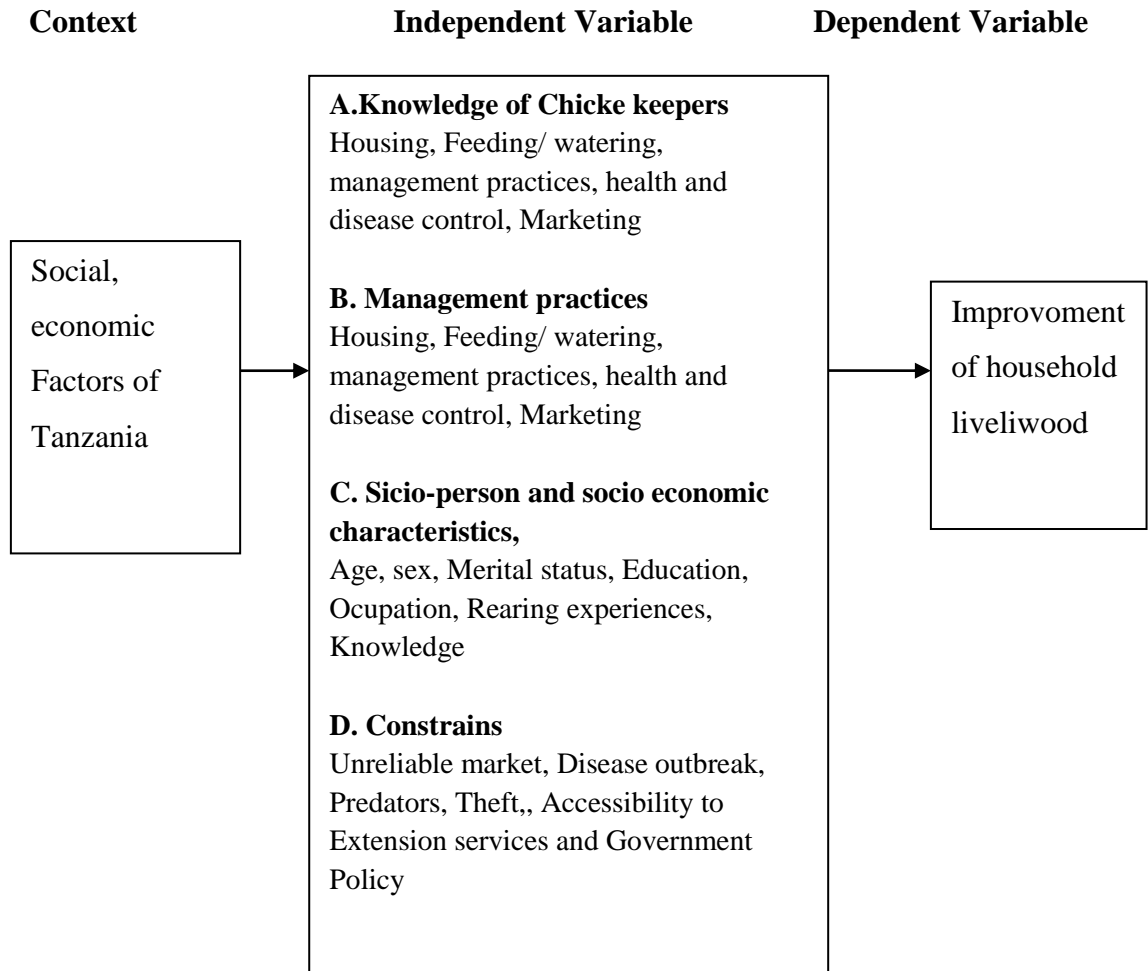 Context Independent Variable Dependent Variable
Social,
economic
Factors of
Tanzania
A.Knowledge of Chicke keepers
Housing, Feeding/ watering,
management practices, health and
disease control, Marketing
B. Management practices
Housing, Feeding/ watering,
management practices, health and
disease control, Marketing
C. Sicio-person and socio economic
characteristics,
Age, sex, Merital status, Education,
Ocupation, Rearing experiences,
Knowledge
D. Constrains
Unreliable market, Disease outbreak,
Predators, Theft,, Accessibility to
Extension services and Government
Policy
Improvoment
of household
liveliwood